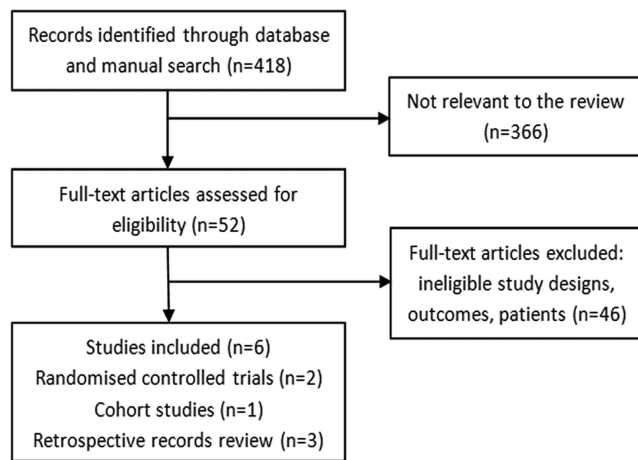 Records identified through database
and manual search (n=418)
Not relevant to the review
(n=366)
Full-text articles assessed for
eligibility (n=52)
Full-text articles excluded:
ineligible study designs,
outcomes, patients (n=46)
Studies included (n=6)
Randomised controlled trials (n=2)
Cohort studies (n=1)
Retrospective records review (n=3)